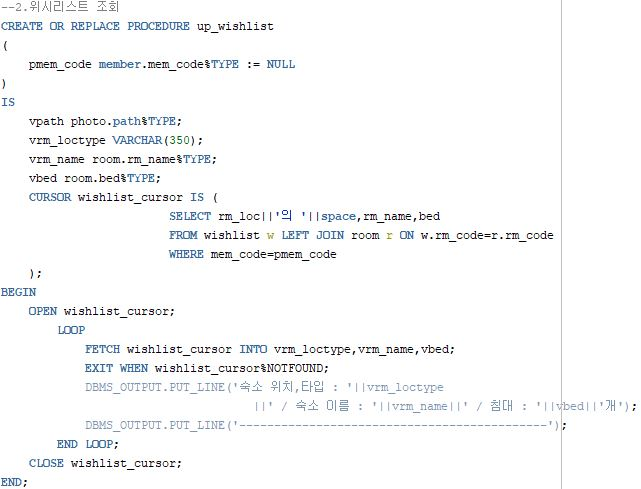 --2.위시리스트 조회
CREATE OR REPLACE PROCEDURE up_wishlist
(
    pmem_code member.mem_code%TYPE := NULL
)
IS
    vpath photo.path%TYPE;
    vrm_loctype VARCHAR(350);
    vrm_name room.rm_name%TYPE;
    vbed room.bed%TYPE;
    CURSOR wishlist_cursor IS (
                        SELECT rm_loc||'의 '||space,rm_name,bed
                        FROM wishlist w LEFT JOIN room r ON w.rm_code=r.rm_code
                        WHERE mem_code=pmem_code
    );
BEGIN
    OPEN wishlist_cursor;
        LOOP
            FETCH wishlist_cursor INTO vrm_loctype,vrm_name,vbed;
            EXIT WHEN wishlist_cursor%NOTFOUND;
            DBMS_OUTPUT.PUT_LINE('숙소 위치,타입 : '||vrm_loctype
                                    ||' / 숙소 이름 : '||vrm_name||' / 침대 : '||vbed||'개');
            DBMS_OUTPUT.PUT_LINE('--------------------------------------------');
        END LOOP;
    CLOSE wishlist_cursor;
END;